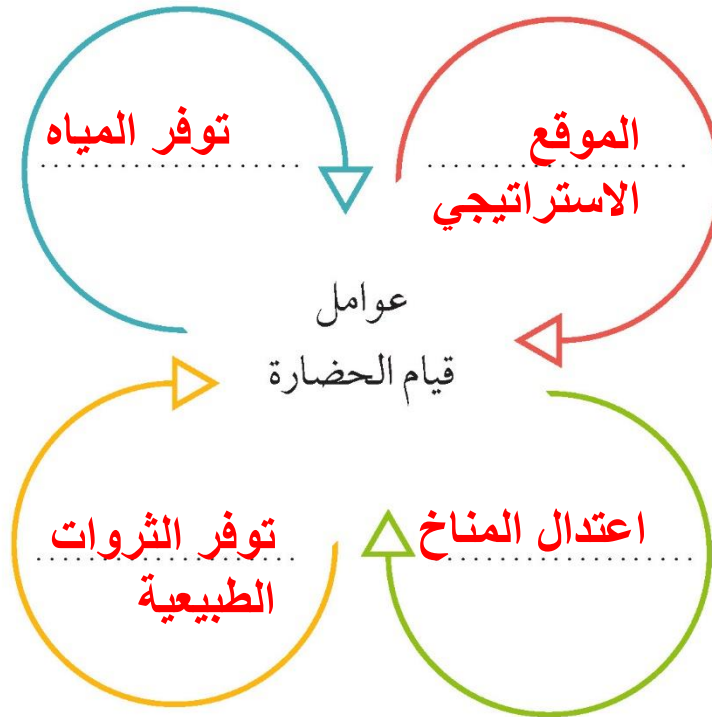 الموقع
الاستراتيجي
توفر المياه
عوامل
قيام الحضارة
اعتدال المناخ
توفر الثروات
الطبيعية